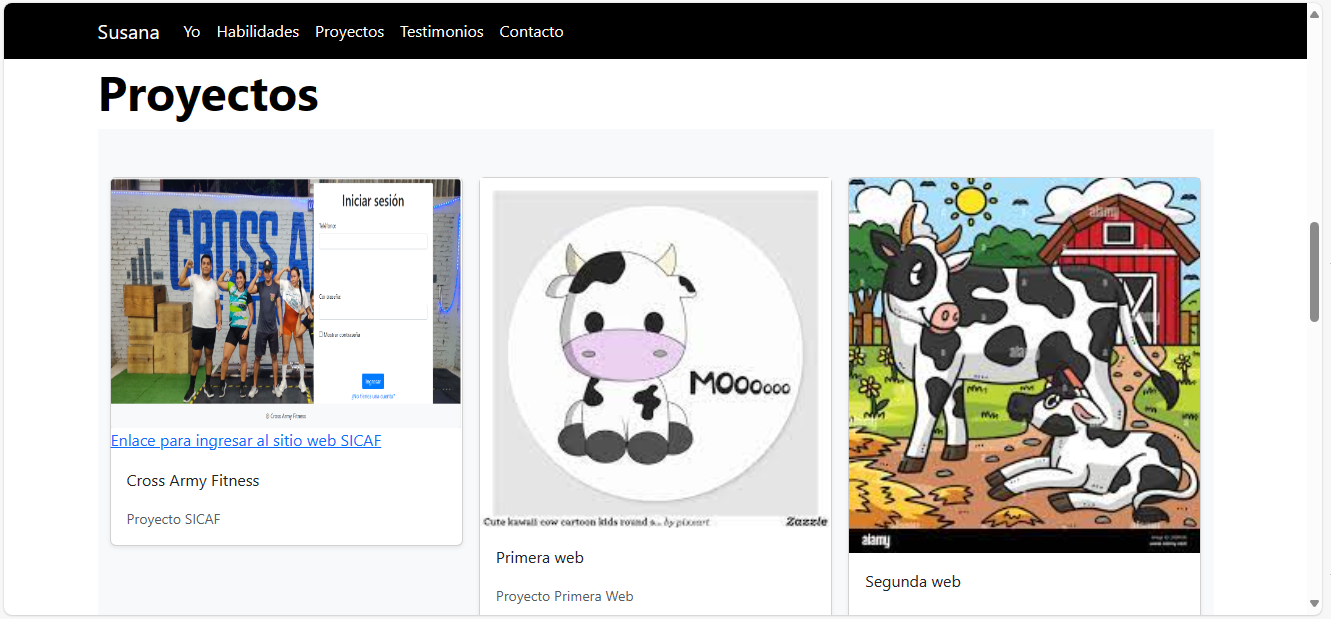 Susana Yo Habilidades Proyectos Testimonios Contacto
Proyectos
CROSS A
Iniciar sesión
Teléfono:
Contraseña:
Mostrar contraseña
Ingresar
¿No tienes una cuenta?
© Cross Army Fitness
Enlace para ingresar al sitio web SICAF
Cross Army Fitness
Proyecto SICAF
MOOoooo
Cute kawaii cow cartoon kids round s... by pixxart
Zazzle
Primera web
Proyecto Primera Web
alamy
alamy
Segunda web